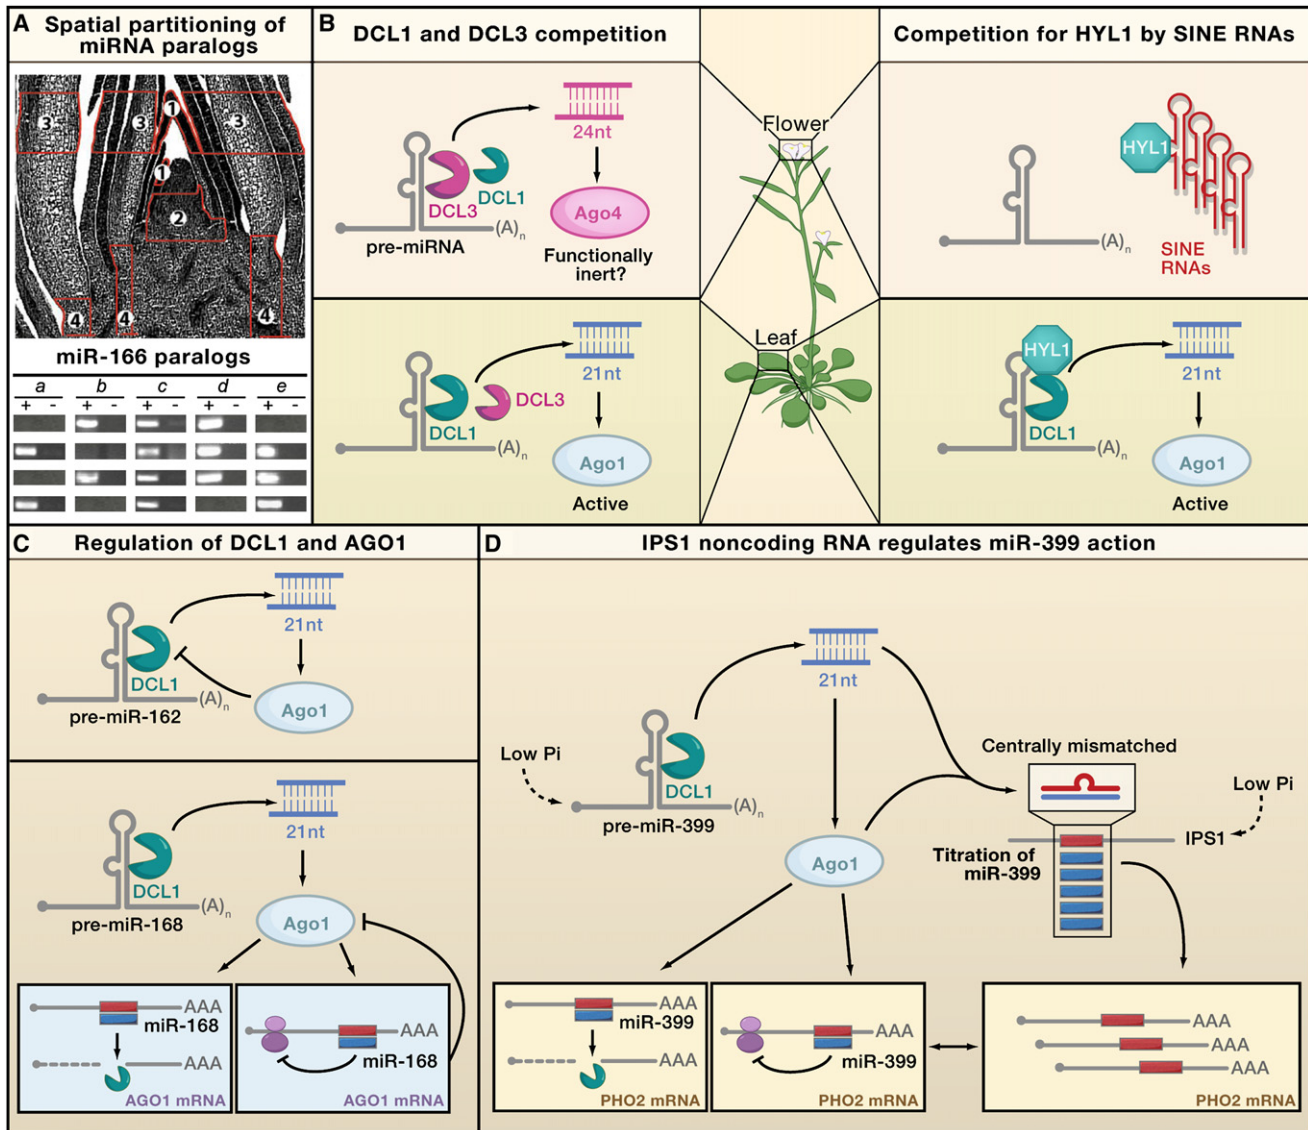 A Spatial partitioning of
miRNA paralogs
3
3
1
3
1
2
4
4
4
miR-166 paralogs
a b c d e
+ - + - + - + - + -
B DCL1 and DCL3 competition
24nt
DCL3
DCL1
pre-miRNA
(A)n
Ago4
Functionally
inert?
21nt
DCL1
DCL3
(A)n
Ago1
Active
Flower
Leaf
Competition for HYL1 by SINE RNAs
HYL1
(A)n
SINE
RNAs
HYL1
21nt
DCL1
(A)n
Ago1
Active
C Regulation of DCL1 and AGO1
21nt
DCL1
(A)n
pre-miR-162
Ago1
21nt
DCL1
(A)n
pre-miR-168
Ago1
AAA
miR-168
AAA
AGO1 mRNA
AAA
miR-168
AGO1 mRNA
D IPS1 noncoding RNA regulates miR-399 action
21nt
Low Pi
DCL1
(A)n
pre-miR-399
Ago1
Centrally mismatched
Low Pi
IPS1
Titration of
miR-399
AAA
miR-399
AAA
PHO2 mRNA
AAA
miR-399
PHO2 mRNA
AAA
AAA
AAA
PHO2 mRNA